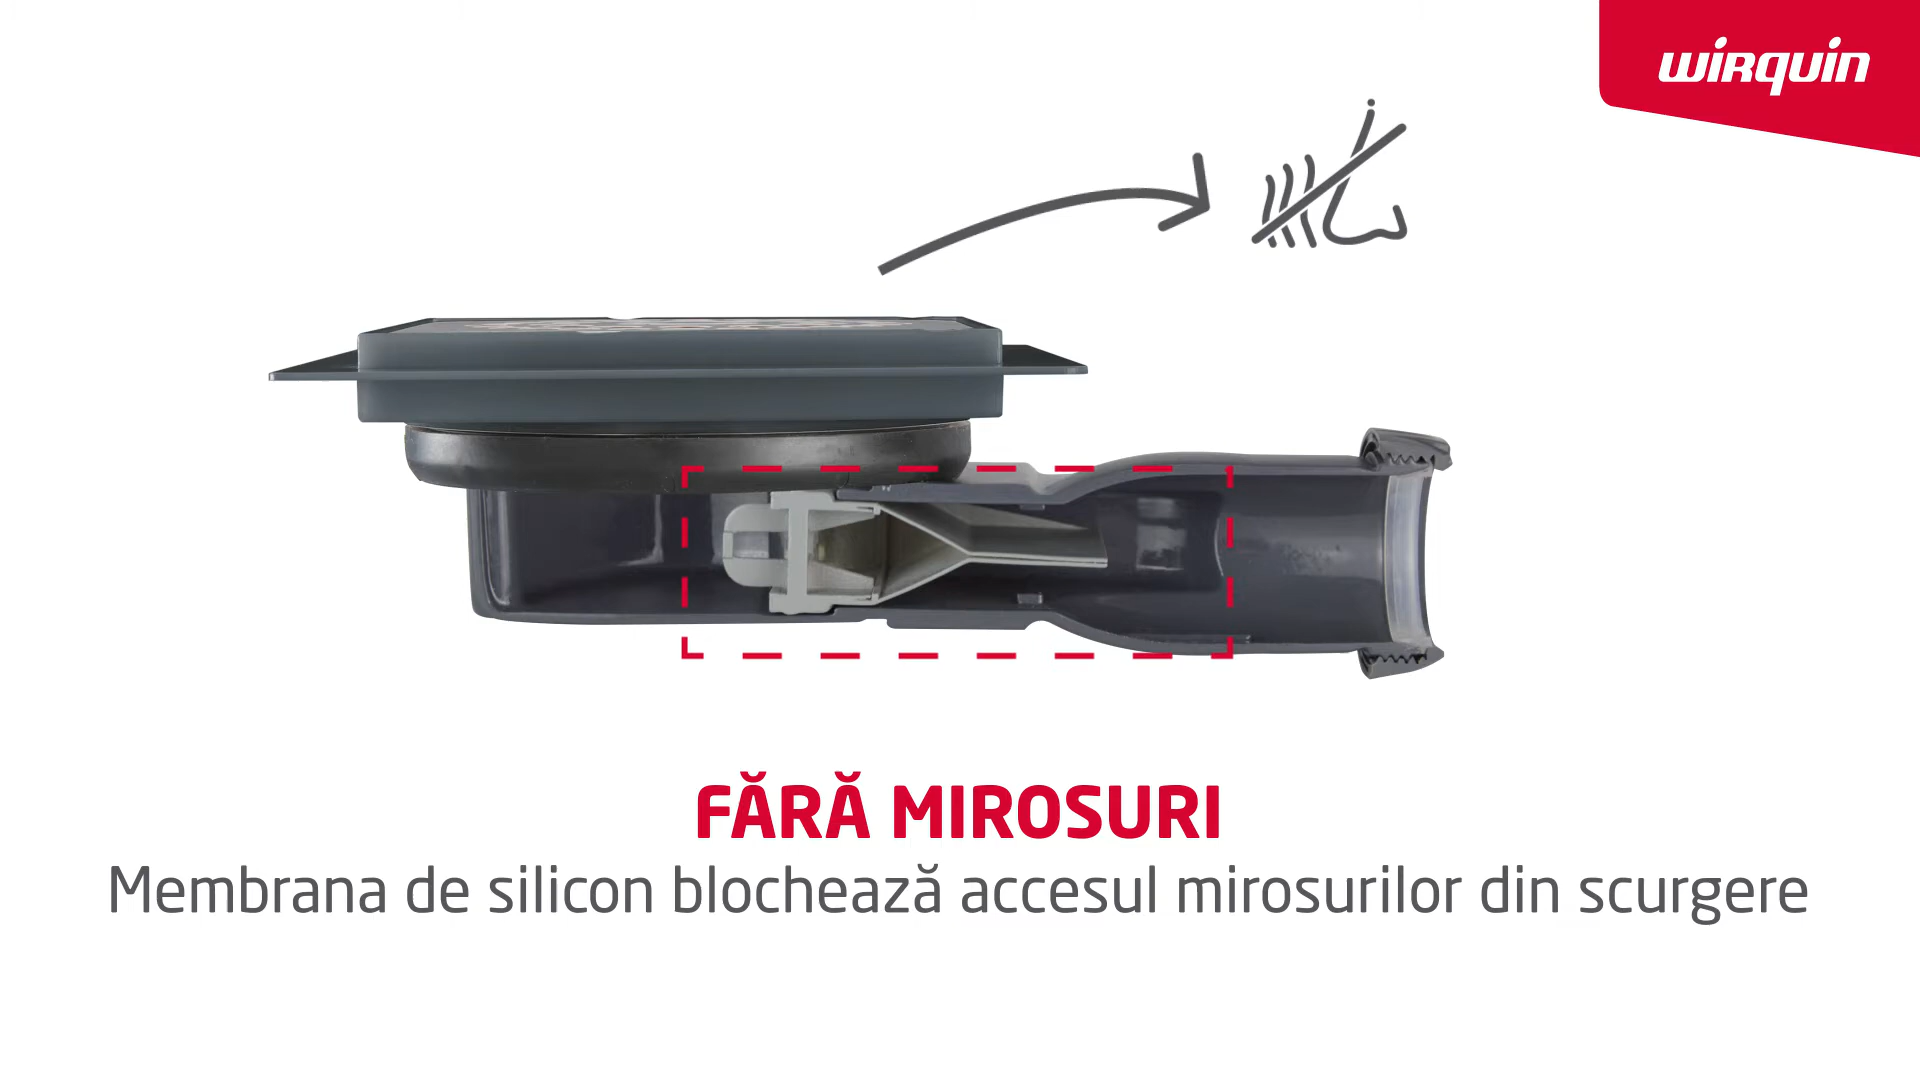 wirquin
FĂRĂ MIROSURI
Membrana de silicon blochează accesul mirosurilor din scurgere